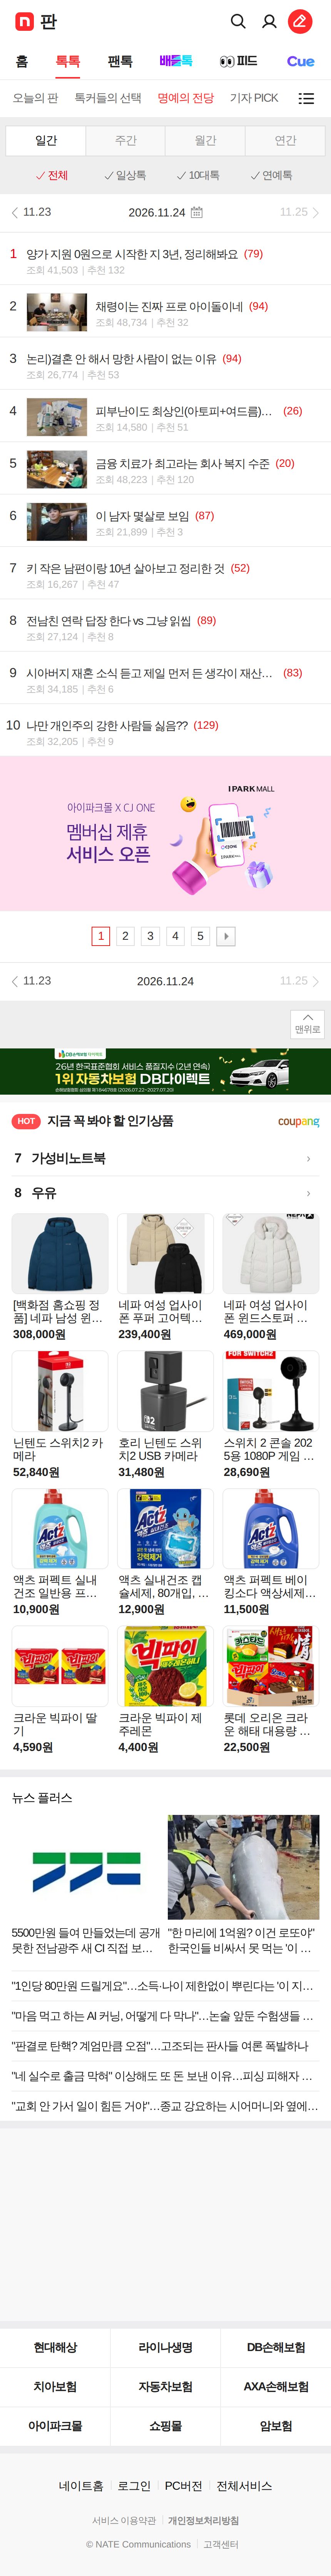 n 판
홈 톡톡 팬톡 배틀톡 피드 Cue
오늘의 판 톡커들의 선택 명예의 전당 기자 PICK
일간 주간 월간 연간
전체 일상톡 10대톡 연예톡
11.23 2026.11.24 11.25
1 양가 지원 0원으로 시작한 지 3년, 정리해봐요 (79)
조회 41,503 | 추천 132
2 채령이는 진짜 프로 아이돌이네 (94)
조회 48,734 | 추천 32
3 논리)결혼 안 해서 망한 사람이 없는 이유 (94)
조회 26,774 | 추천 53
4 피부난이도 최상인(아토피+여드름)… (26)
조회 14,580 | 추천 51
5 금융 치료가 최고라는 회사 복지 수준 (20)
조회 48,223 | 추천 120
6 이 남자 몇살로 보임 (87)
조회 21,899 | 추천 3
7 키 작은 남편이랑 10년 살아보고 정리한 것 (52)
조회 16,267 | 추천 47
8 전남친 연락 답장 한다 vs 그냥 읽씹 (89)
조회 27,124 | 추천 8
9 시아버지 재혼 소식 듣고 제일 먼저 든 생각이 재산… (83)
조회 34,185 | 추천 6
10 나만 개인주의 강한 사람들 싫음?? (129)
조회 32,205 | 추천 9
IPARK MALL
아이파크몰 X CJ ONE
멤버십 제휴
서비스 오픈
CJ ONE
IPARKMALL
1 2 3 4 5
11.23 2026.11.24 11.25
맨위로
DB손해보험 다이렉트
26년 한국표준협회 서비스 품질지수 (2년 연속)
1위 자동차보험 DB다이렉트
HOT 지금 꼭 봐야 할 인기상품 coupang
7 가성비노트북
8 우유
[백화점 홈쇼핑 정품] 네파 남성 윈…
308,000원
네파 여성 업사이폰 푸퍼 고어텍…
239,400원
네파 여성 업사이폰 윈드스토퍼 …
469,000원
닌텐도 스위치2 카메라
52,840원
호리 닌텐도 스위치2 USB 카메라
31,480원
FOR SWITCH2
스위치 2 콘솔 2025용 1080P 게임 …
28,690원
액츠 퍼펙트 실내건조 일반용 프…
10,900원
액츠 실내건조 캡슐세제, 80개입, …
12,900원
액츠 퍼펙트 베이킹소다 액상세제…
11,500원
크라운 빅파이 딸기
4,590원
크라운 빅파이 제주레몬
4,400원
롯데 오리온 크라운 해태 대용량 …
22,500원
뉴스 플러스
5500만원 들여 만들었는데 공개 못한 전남광주 새 CI 직접 보…
"한 마리에 1억원? 이건 로또야" 한국인들 비싸서 못 먹는 '이 …
"1인당 80만원 드릴게요"…소득·나이 제한없이 뿌린다는 '이 지…
"마음 먹고 하는 AI 커닝, 어떻게 다 막나"…논술 앞둔 수험생들 …
"판결로 탄핵? 계엄만큼 오점"…고조되는 판사들 여론 폭발하나
"네 실수로 출금 막혀" 이상해도 또 돈 보낸 이유…피싱 피해자 …
"교회 안 가서 일이 힘든 거야"…종교 강요하는 시어머니와 옆에…
현대해상 라이나생명 DB손해보험
치아보험 자동차보험 AXA손해보험
아이파크몰 쇼핑몰 암보험
네이트홈 로그인 PC버전 전체서비스
서비스 이용약관 개인정보처리방침
© NATE Communications 고객센터